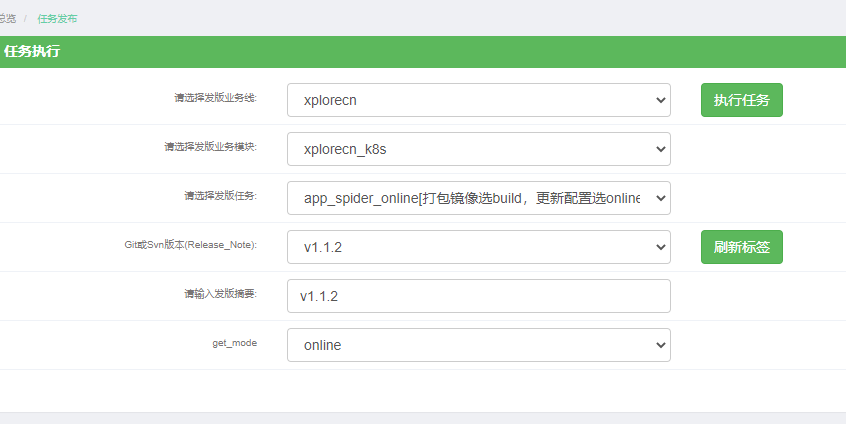 总览 / 任务发布
任务执行
请选择发版业务线: xplorecn 执行任务
请选择发版业务模块: xplorecn_k8s
请选择发版任务: app_spider_online[打包镜像选build，更新配置选online
Git或Svn版本(Release_Note): v1.1.2 刷新标签
请输入发版摘要: v1.1.2
get_mode online